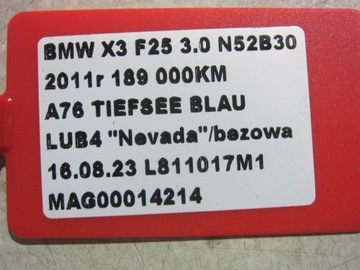 BMW X3 F25 3.0 N52B30
2011r 189 000KM
A76 TIEFSEE BLAU
LUB4 "Nevada"/bezowa
16.08.23 L811017M1
MAG00014214